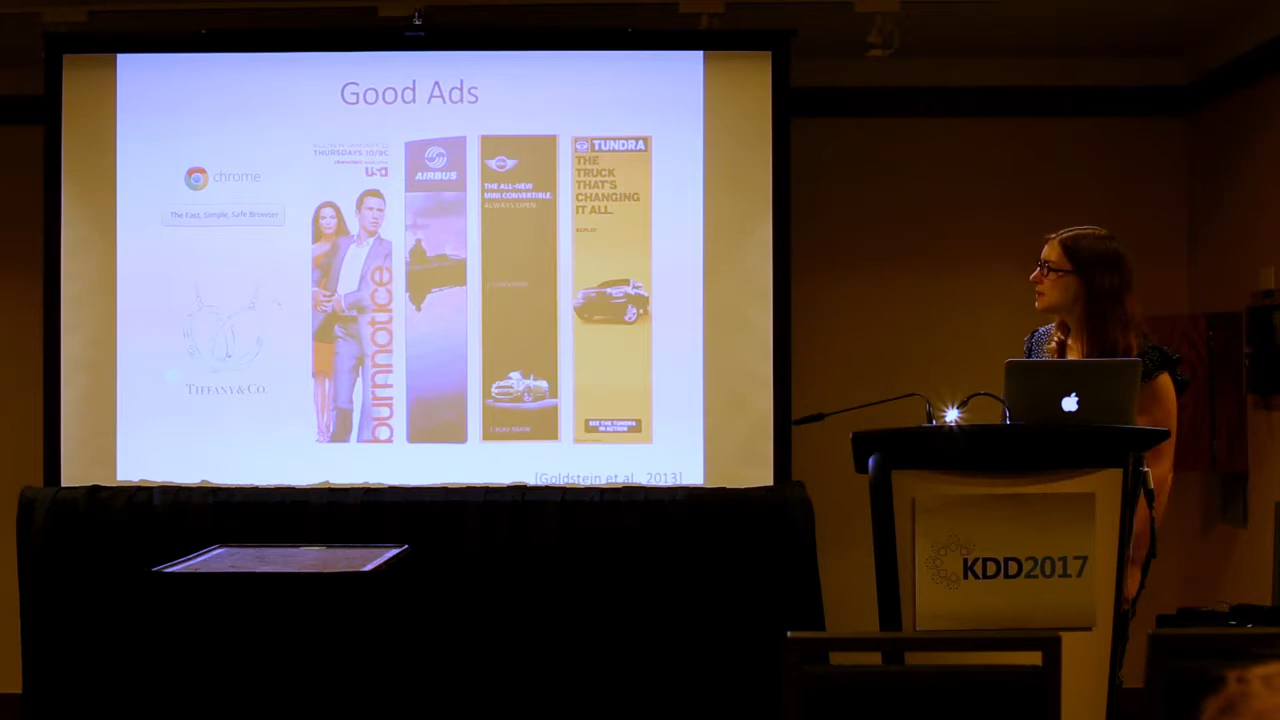 Good Ads
chrome
The Fast, Simple, Safe Browser
TIFFANY & CO.
THURSDAYS 10/9C
USA
burnnotice
AIRBUS
THE ALL-NEW
MINI CONVERTIBLE.
ALWAYS OPEN.
TUNDRA
THE
TRUCK
THAT'S
CHANGING
IT ALL.
REPLAY
SEE THE TUNDRA
IN ACTION
[Goldstein et al., 2013]
KDD2017